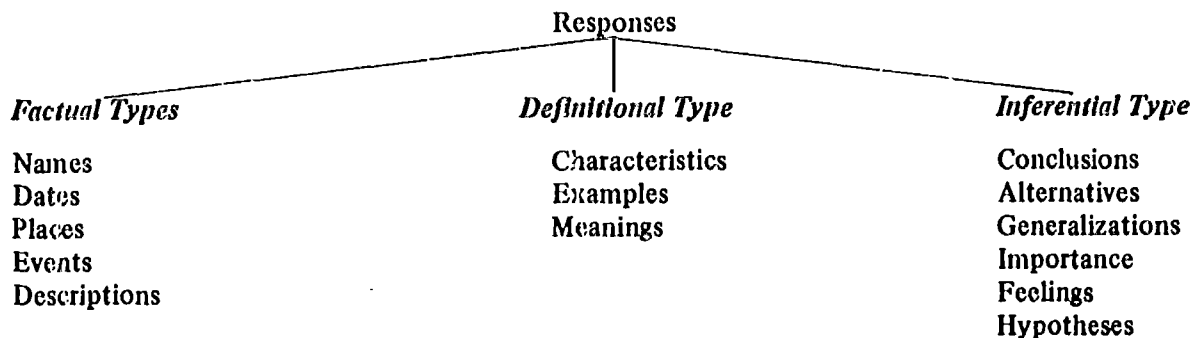 Responses
Factual Types
Names
Dates
Places
Events
Descriptions
Definitional Type
Characteristics
Examples
Meanings
Inferential Type
Conclusions
Alternatives
Generalizations
Importance
Feelings
Hypotheses